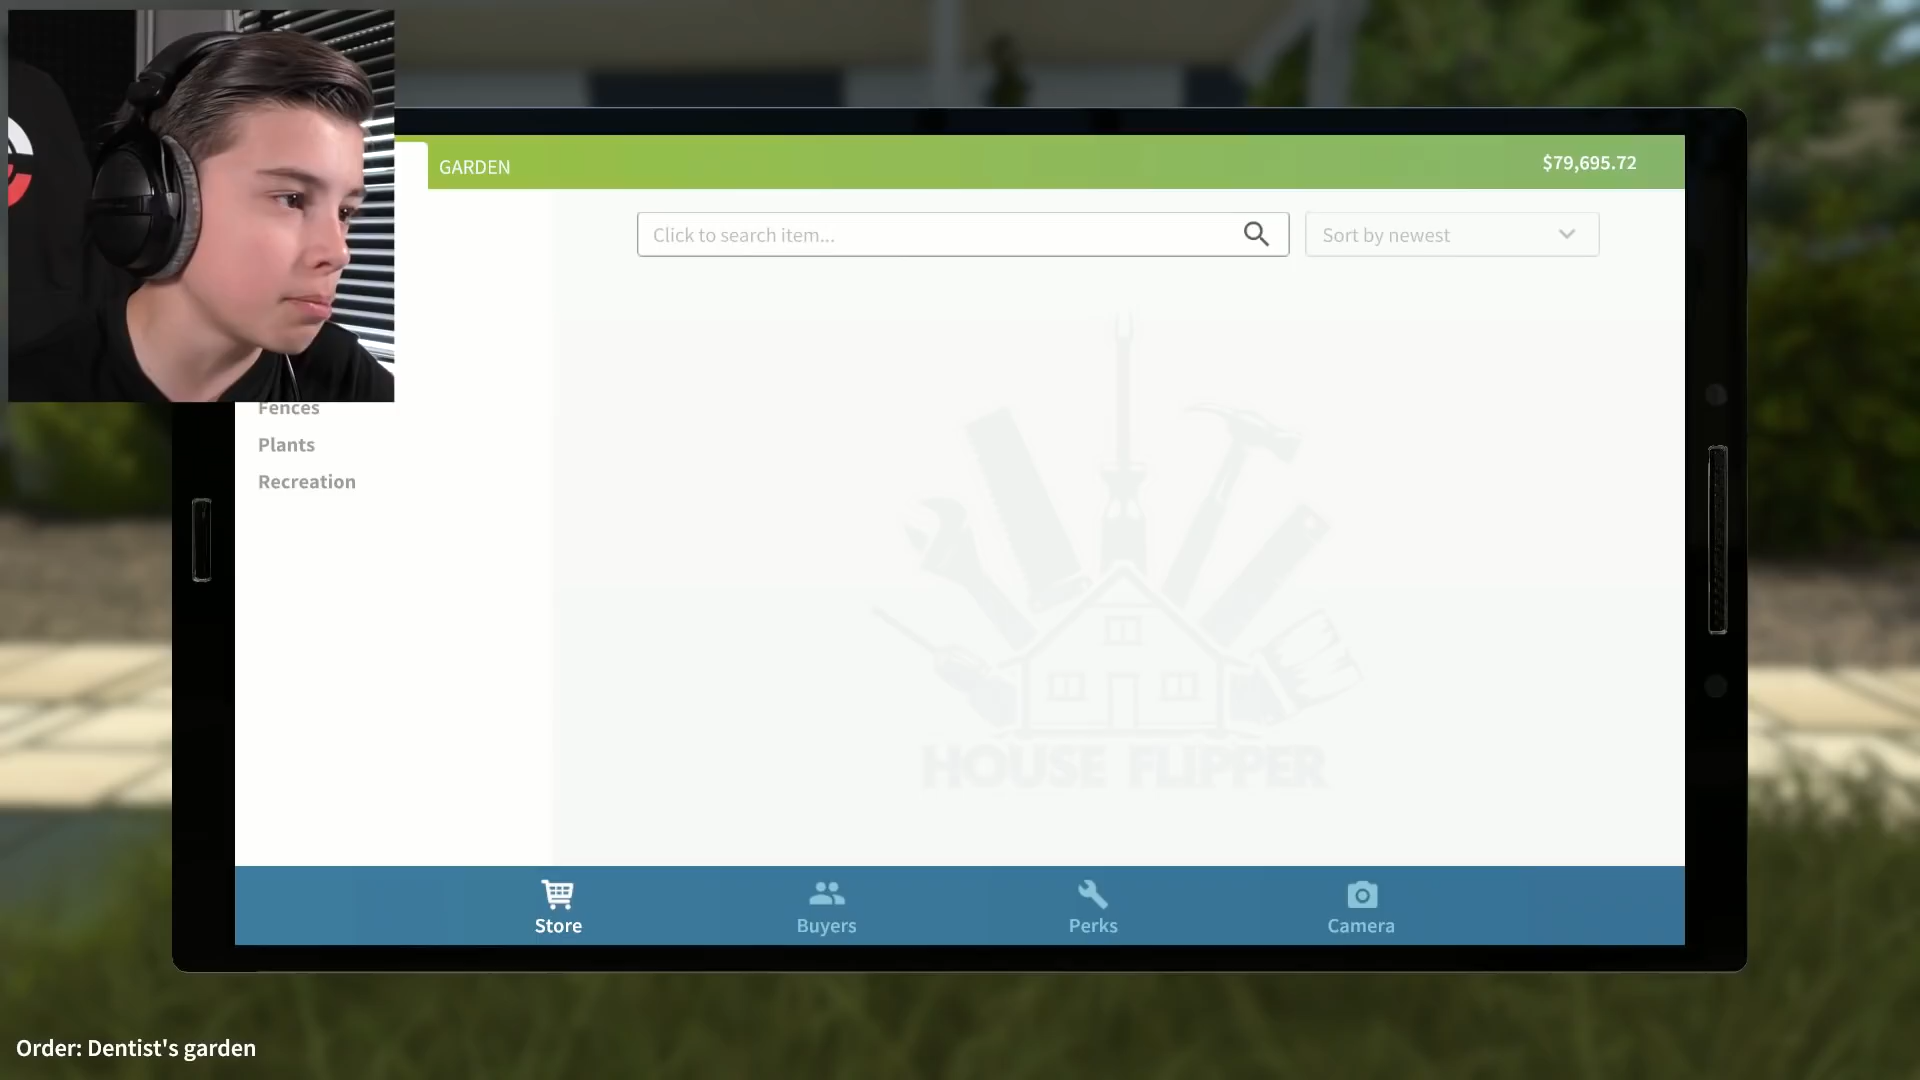 GARDEN
$79,695.72
Click to search item...
Sort by newest
Fences
Plants
Recreation
HOUSE FLIPPER
Store
Buyers
Perks
Camera
Order: Dentist's garden